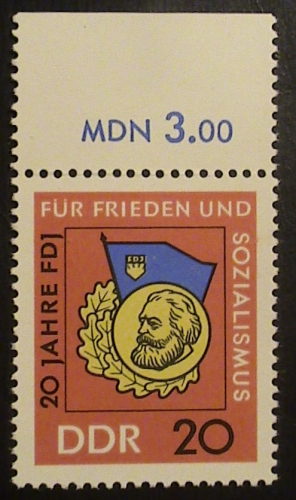 MDN 3.00
FÜR FRIEDEN UND
SOZIALISMUS
20 JAHRE FDJ
FDJ
DDR 20